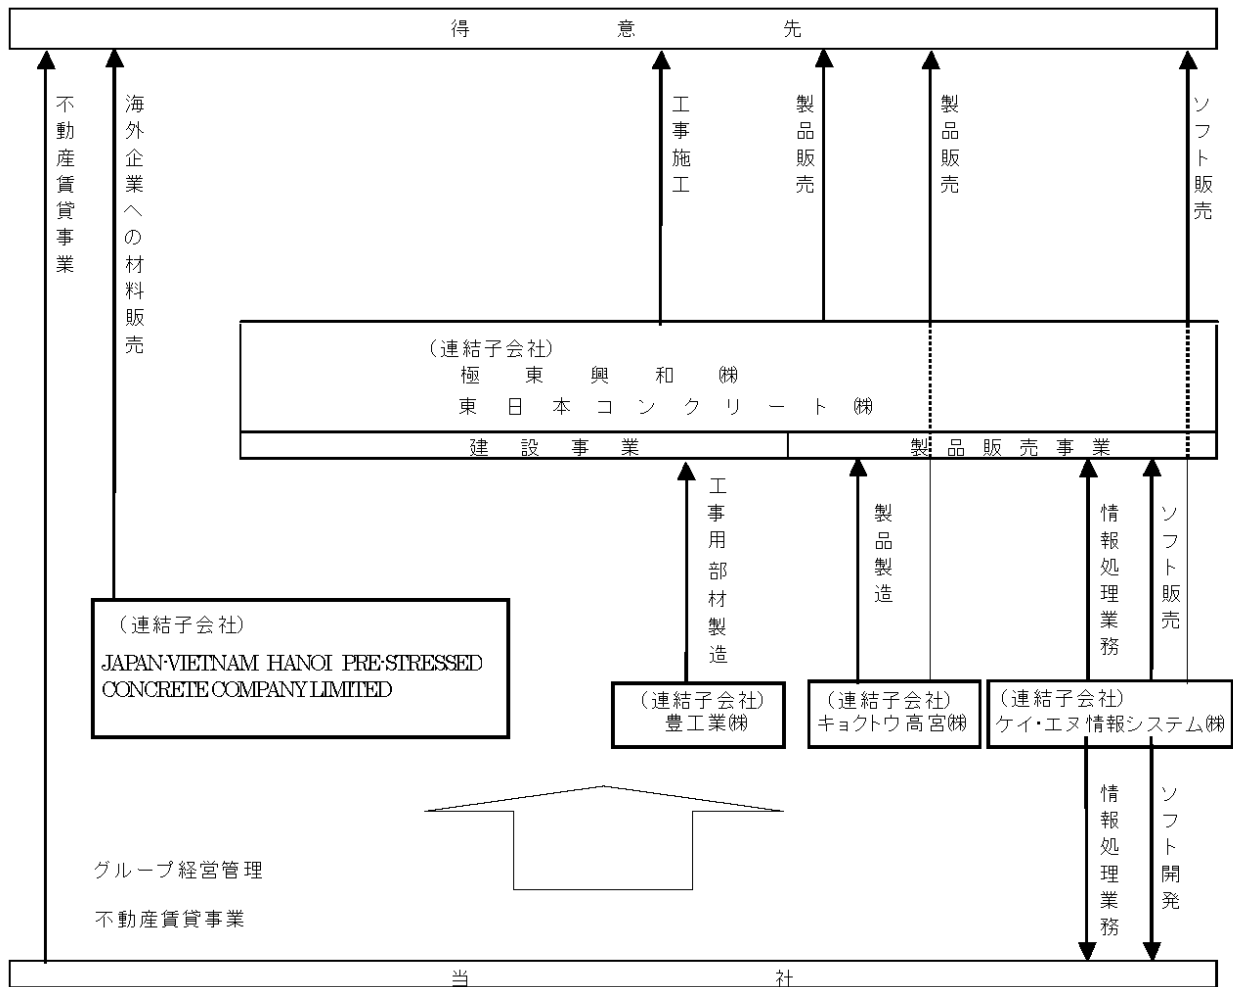 得意先
不動産賃貸事業
海外企業への材料販売
工事施工
製品販売
製品販売
ソフト販売
(連結子会社)
極東興和㈱
東日本コンクリート㈱
建設事業
製品販売事業
工事用部材製造
製品製造
情報処理業務
ソフト販売
(連結子会社)
JAPAN-VIETNAM HANOI PRE-STRESSED
CONCRETE COMPANY LIMITED
(連結子会社)
豊工業㈱
(連結子会社)
キョクトウ高宮㈱
(連結子会社)
ケイ・エヌ情報システム㈱
情報処理業務
ソフト開発
グループ経営管理
不動産賃貸事業
当社